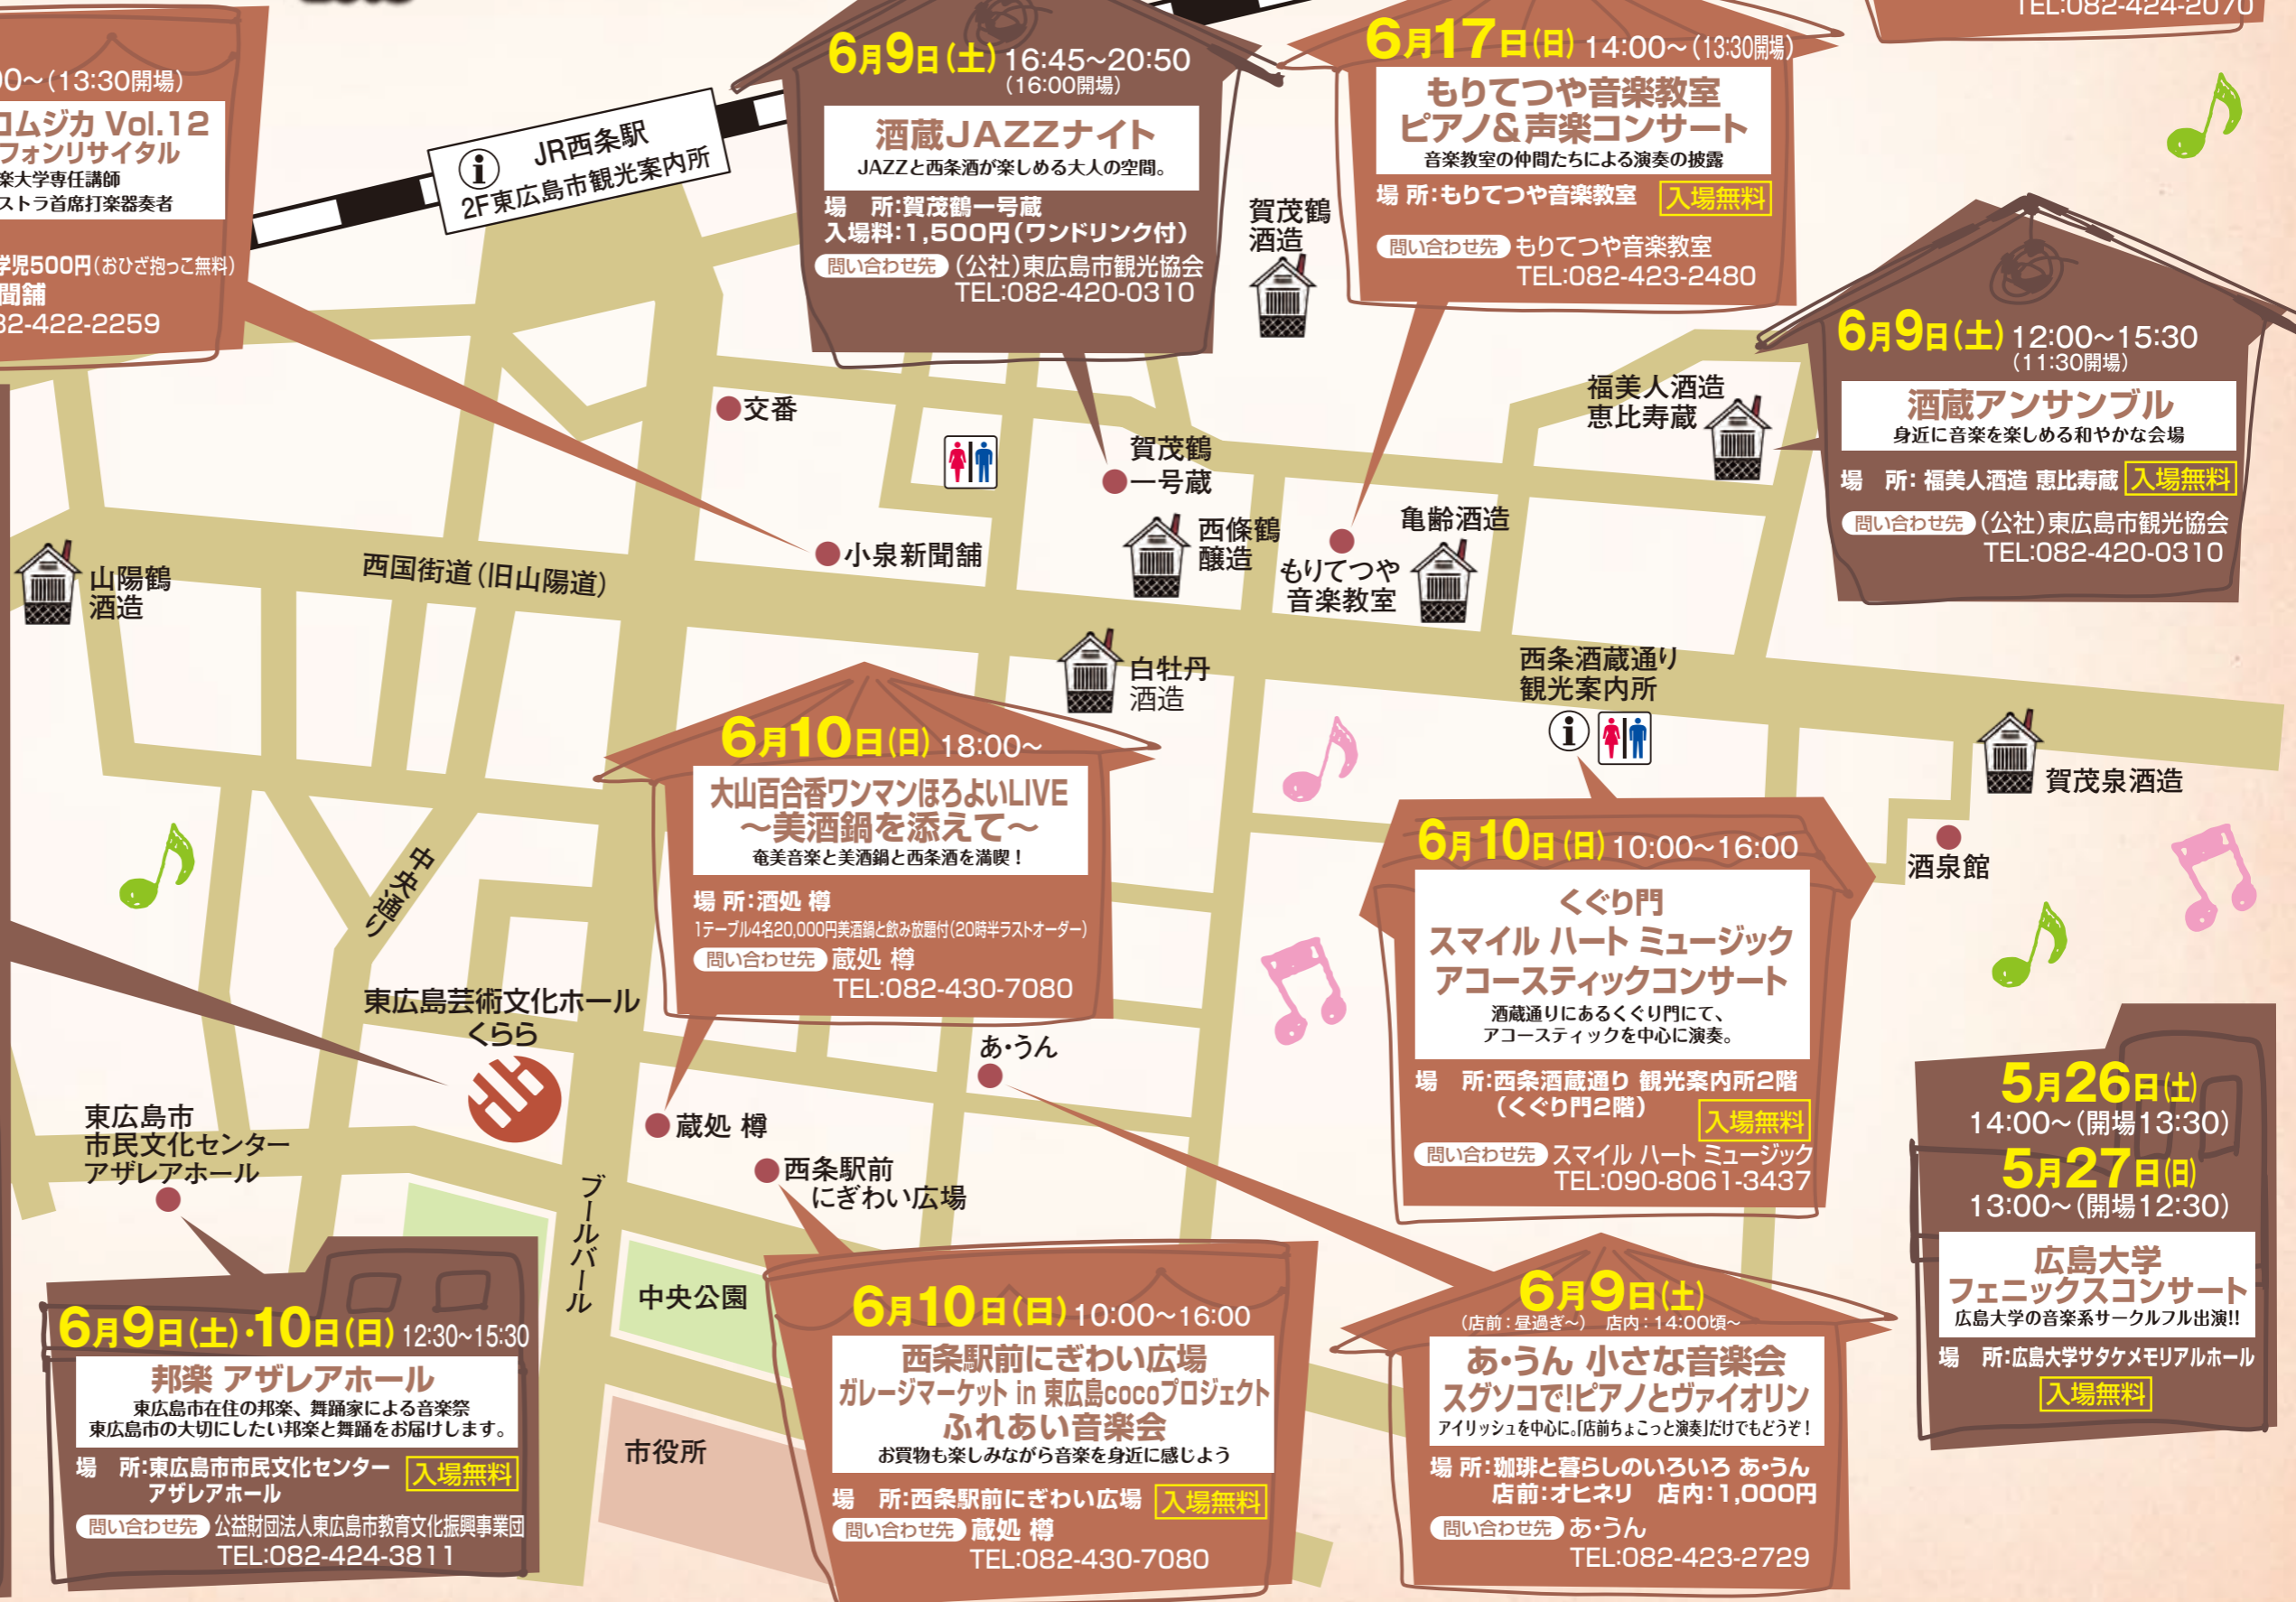 00～(13:30開場)
コムジカ Vol.12
フォンリサイタル
楽大学専任講師
ストラ首席打楽器奏者
学児500円(おひざ抱っこ無料)
聞舗
82-422-2259
JR西条駅
2F東広島市観光案内所
6月9日(土) 16:45～20:50
(16:00開場)
酒蔵JAZZナイト
JAZZと西条酒が楽しめる大人の空間。
場　所:賀茂鶴一号蔵
入場料:1,500円(ワンドリンク付)
問い合わせ先 (公社)東広島市観光協会
TEL:082-420-0310
賀茂鶴
酒造
6月17日(日) 14:00～(13:30開場)
もりてつや音楽教室
ピアノ&声楽コンサート
音楽教室の仲間たちによる演奏の披露
場 所:もりてつや音楽教室 入場無料
問い合わせ先 もりてつや音楽教室
TEL:082-423-2480
TEL:082-424-2070
6月9日(土) 12:00～15:30
(11:30開場)
酒蔵アンサンブル
身近に音楽を楽しめる和やかな会場
場　所: 福美人酒造 恵比寿蔵 入場無料
問い合わせ先 (公社)東広島市観光協会
TEL:082-420-0310
福美人酒造
恵比寿蔵
交番
賀茂鶴
一号蔵
西條鶴
醸造
亀齢酒造
もりてつや
音楽教室
小泉新聞舗
西国街道(旧山陽道)
山陽鶴
酒造
白牡丹
酒造
西条酒蔵通り
観光案内所
賀茂泉酒造
酒泉館
6月10日(日) 18:00～
大山百合香ワンマンほろよいLIVE
～美酒鍋を添えて～
奄美音楽と美酒鍋と西条酒を満喫！
場 所:酒処 樽
1テーブル4名20,000円美酒鍋と飲み放題付(20時半ラストオーダー)
問い合わせ先 蔵処 樽
TEL:082-430-7080
6月10日(日) 10:00～16:00
くぐり門
スマイル ハート ミュージック
アコースティックコンサート
酒蔵通りにあるくぐり門にて、
アコースティックを中心に演奏。
場　所:西条酒蔵通り 観光案内所2階
(くぐり門2階)
入場無料
問い合わせ先 スマイル ハート ミュージック
TEL:090-8061-3437
中央通り
東広島芸術文化ホール
くらら
あ・うん
蔵処 樽
西条駅前
にぎわい広場
東広島市
市民文化センター
アザレアホール
ブールバール
中央公園
市役所
5月26日(土)
14:00～(開場13:30)
5月27日(日)
13:00～(開場12:30)
広島大学
フェニックスコンサート
広島大学の音楽系サークルフル出演!!
場　所:広島大学サタケメモリアルホール
入場無料
6月9日(土)・10日(日) 12:30~15:30
邦楽 アザレアホール
東広島市在住の邦楽、舞踊家による音楽祭
東広島市の大切にしたい邦楽と舞踊をお届けします。
場　所:東広島市市民文化センター 入場無料
アザレアホール
問い合わせ先 公益財団法人東広島市教育文化振興事業団
TEL:082-424-3811
6月10日(日) 10:00～16:00
西条駅前にぎわい広場
ガレージマーケット in 東広島cocoプロジェクト
ふれあい音楽会
お買物も楽しみながら音楽を身近に感じよう
場　所:西条駅前にぎわい広場 入場無料
問い合わせ先 蔵処 樽
TEL:082-430-7080
6月9日(土)
(店前：昼過ぎ～)　店内：14:00頃～
あ・うん 小さな音楽会
スグソコで!ピアノとヴァイオリン
アイリッシュを中心に。「店前ちょこっと演奏」だけでもどうぞ！
場 所:珈琲と暮らしのいろいろ あ・うん
店前:オヒネリ　店内:1,000円
問い合わせ先 あ・うん
TEL:082-423-2729